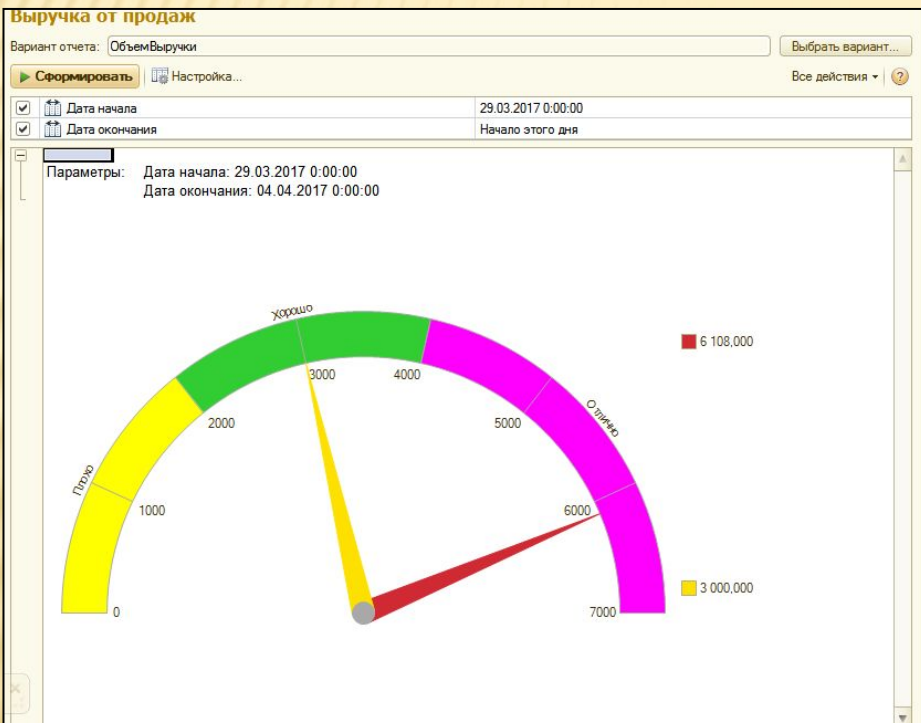 Выручка от продаж
Вариант отчета: ОбъемВыручки Выбрать вариант...
Сформировать Настройка... Все действия ?
Дата начала 29.03.2017 0:00:00
Дата окончания Начало этого дня
Параметры: Дата начала: 29.03.2017 0:00:00
Дата окончания: 04.04.2017 0:00:00
Хорошо
6 108,000
3000 4000
Отлично
2000 5000
Плохо
1000 6000
3 000,000
0 7000